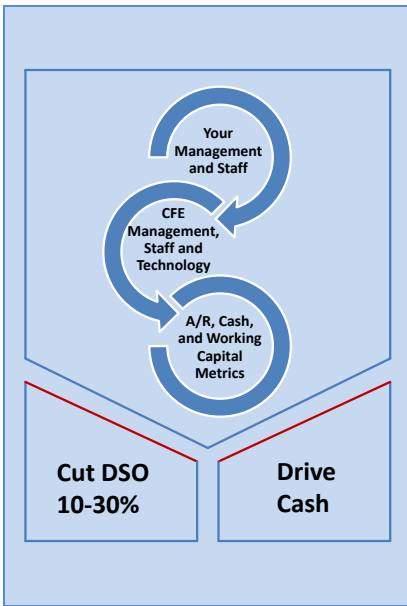 Your
Management
and Staff
CFE
Management,
Staff and
Technology
A/R, Cash,
and Working
Capital
Metrics
Cut DSO
10-30%
Drive
Cash